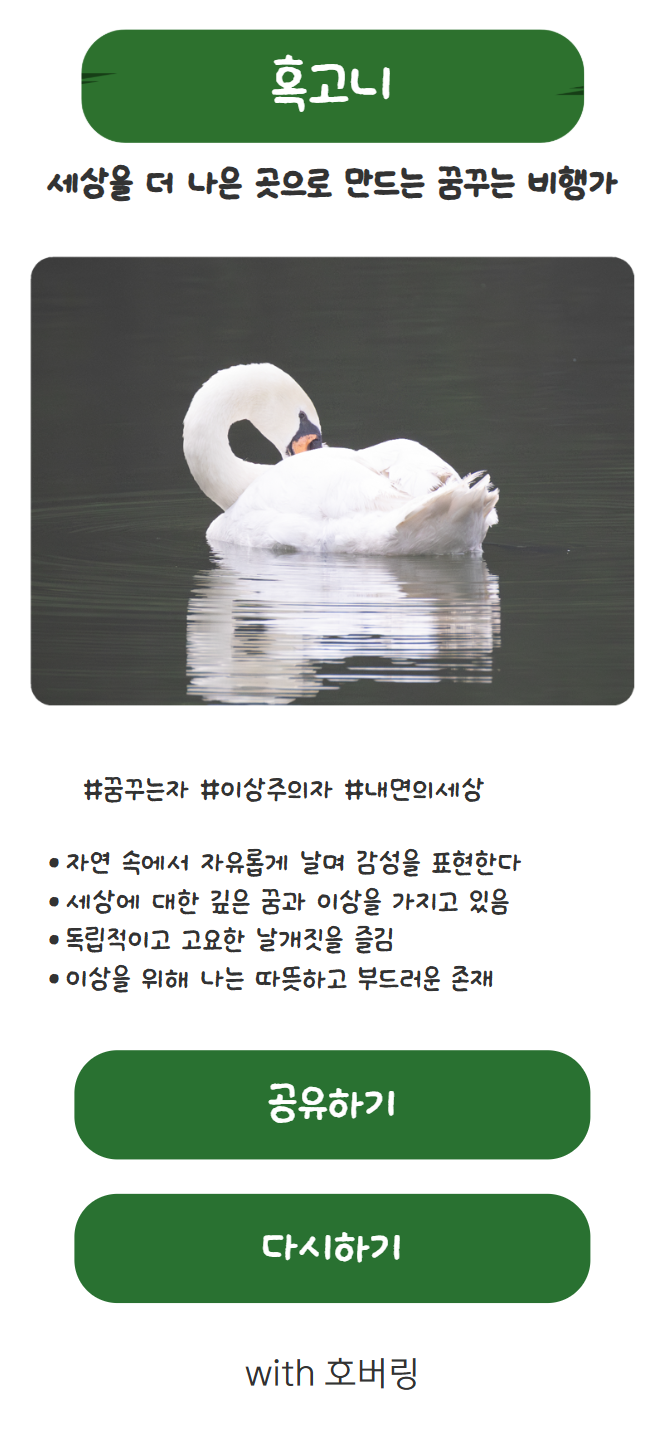 혹고니
세상을 더 나은 곳으로 만드는 꿈꾸는 비행가
#꿈꾸는자 #이상주의자 #내면의세상
• 자연 속에서 자유롭게 날며 감성을 표현한다
• 세상에 대한 깊은 꿈과 이상을 가지고 있음
• 독립적이고 고요한 날개짓을 즐김
• 이상을 위해 나는 따뜻하고 부드러운 존재
공유하기
다시하기
with 호버링